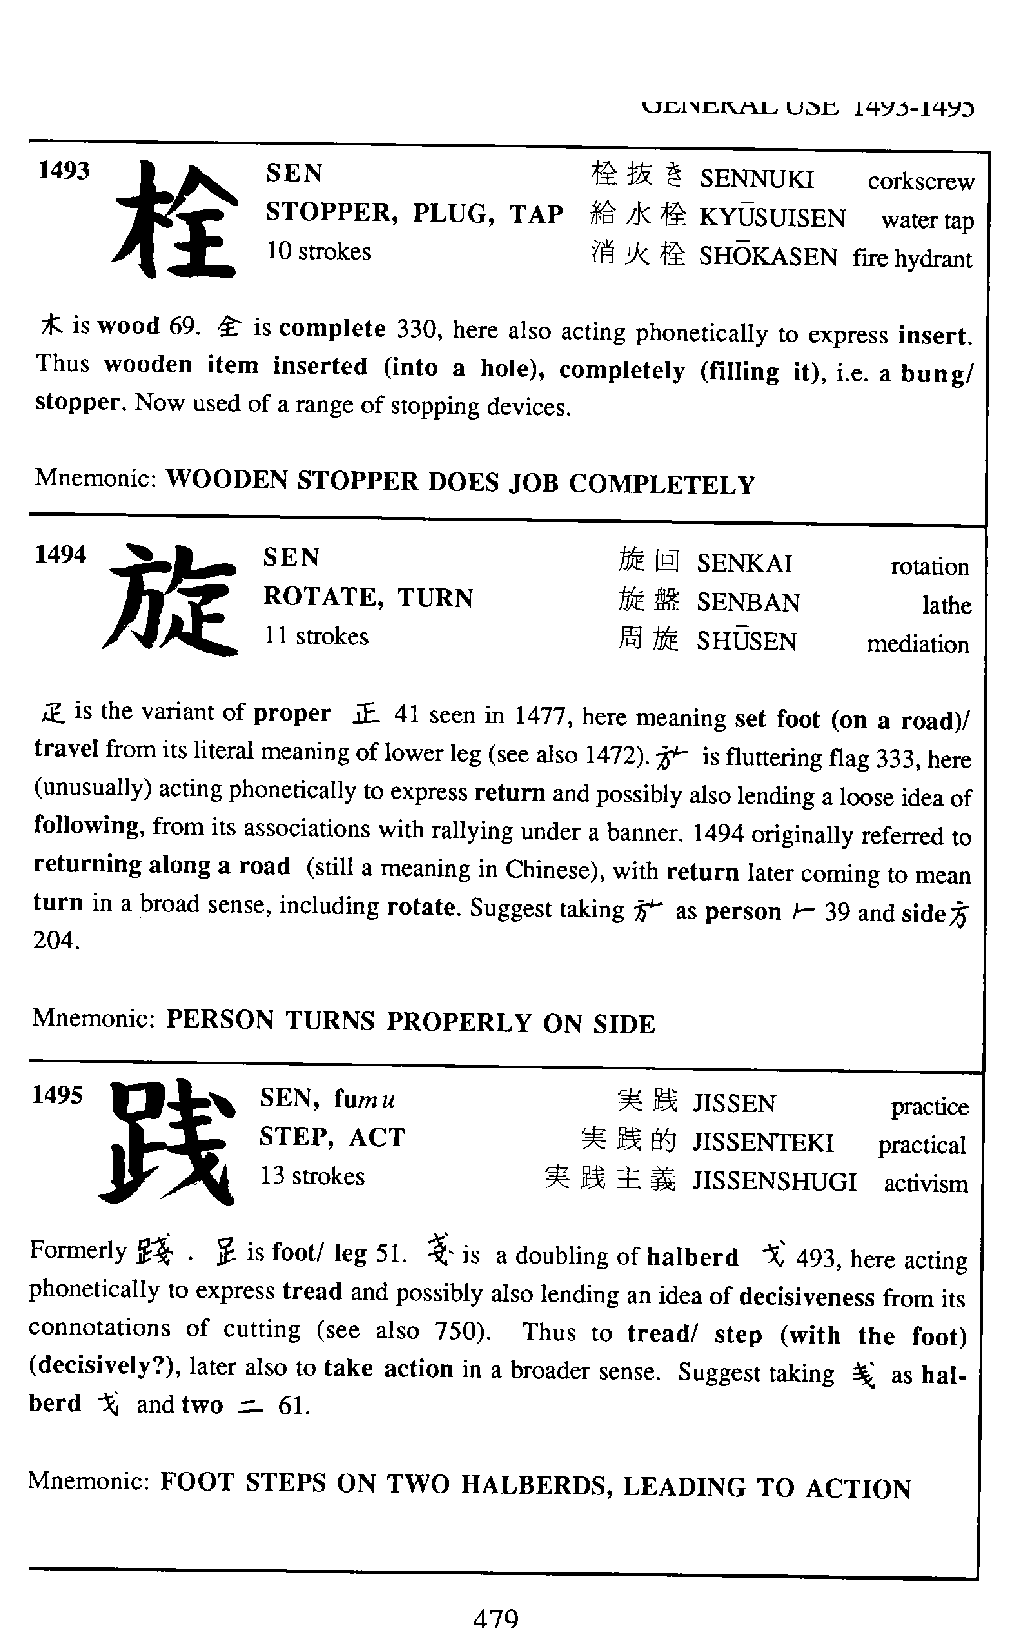 GENERAL USE 1493-1495
1493 栓 SEN 栓抜き SENNUKI corkscrew
STOPPER, PLUG, TAP 給水栓 KYŪSUISEN water tap
10 strokes 消火栓 SHŌKASEN fire hydrant
木 is wood 69. 全 is complete 330, here also acting phonetically to express insert.
Thus wooden item inserted (into a hole), completely (filling it), i.e. a bung/
stopper. Now used of a range of stopping devices.
Mnemonic: WOODEN STOPPER DOES JOB COMPLETELY
1494 旋 SEN 旋回 SENKAI rotation
ROTATE, TURN 旋盤 SENBAN lathe
11 strokes 周旋 SHŪSEN mediation
𤴓 is the variant of proper 正 41 seen in 1477, here meaning set foot (on a road)/
travel from its literal meaning of lower leg (see also 1472). 㫃 is fluttering flag 333, here
(unusually) acting phonetically to express return and possibly also lending a loose idea of
following, from its associations with rallying under a banner. 1494 originally referred to
returning along a road (still a meaning in Chinese), with return later coming to mean
turn in a broad sense, including rotate. Suggest taking 㫃 as person 𠂉 39 and side 方
204.
Mnemonic: PERSON TURNS PROPERLY ON SIDE
1495 践 SEN, fumu 実践 JISSEN practice
STEP, ACT 実践的 JISSENTEKI practical
13 strokes 実践主義 JISSENSHUGI activism
Formerly 踐 . 𧾷 is foot/ leg 51. 戔 is a doubling of halberd 戈 493, here acting
phonetically to express tread and possibly also lending an idea of decisiveness from its
connotations of cutting (see also 750). Thus to tread/ step (with the foot)
(decisively?), later also to take action in a broader sense. Suggest taking 㦮 as hal-
berd 戈 and two 二 61.
Mnemonic: FOOT STEPS ON TWO HALBERDS, LEADING TO ACTION
479